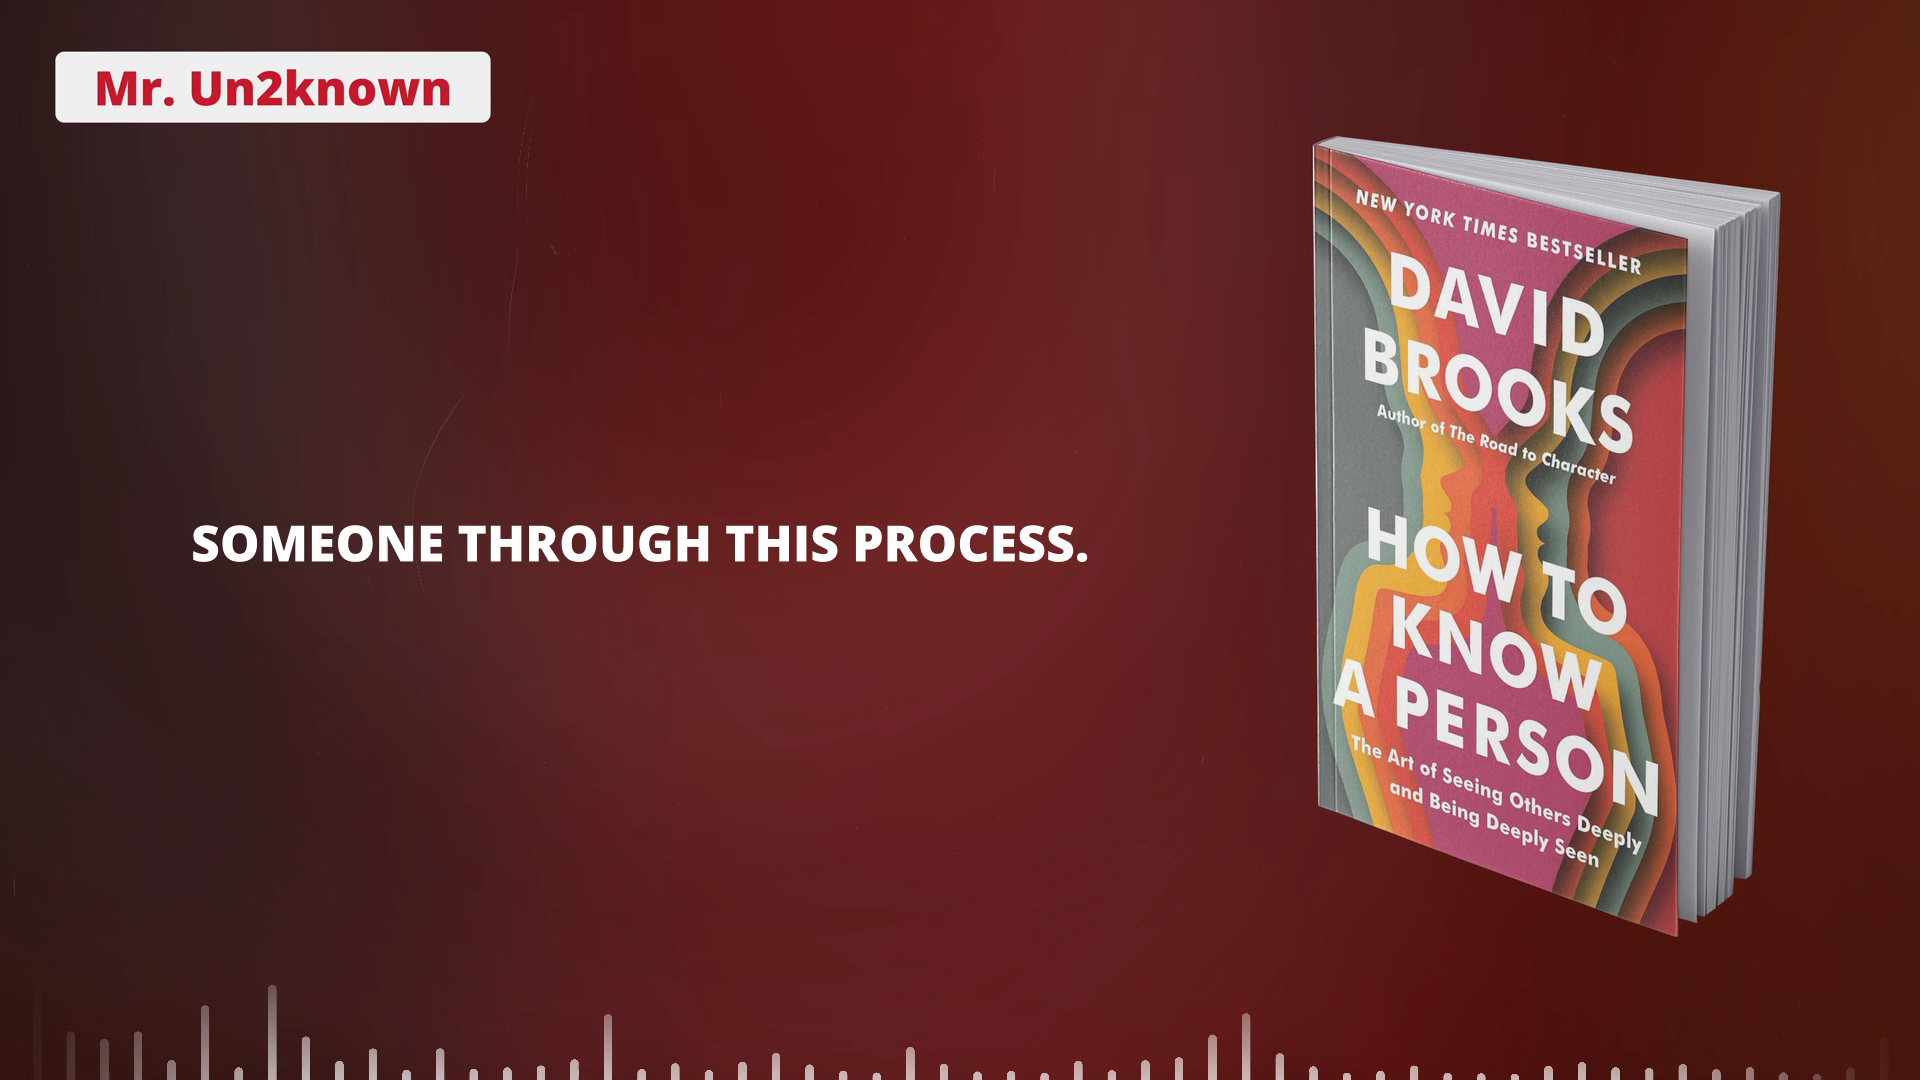 Mr. Un2known
SOMEONE THROUGH THIS PROCESS.
NEW YORK TIMES BESTSELLER
DAVID
BROOKS
Author of The Road to Character
HOW TO
KNOW
A PERSON
The Art of Seeing Others Deeply
and Being Deeply Seen